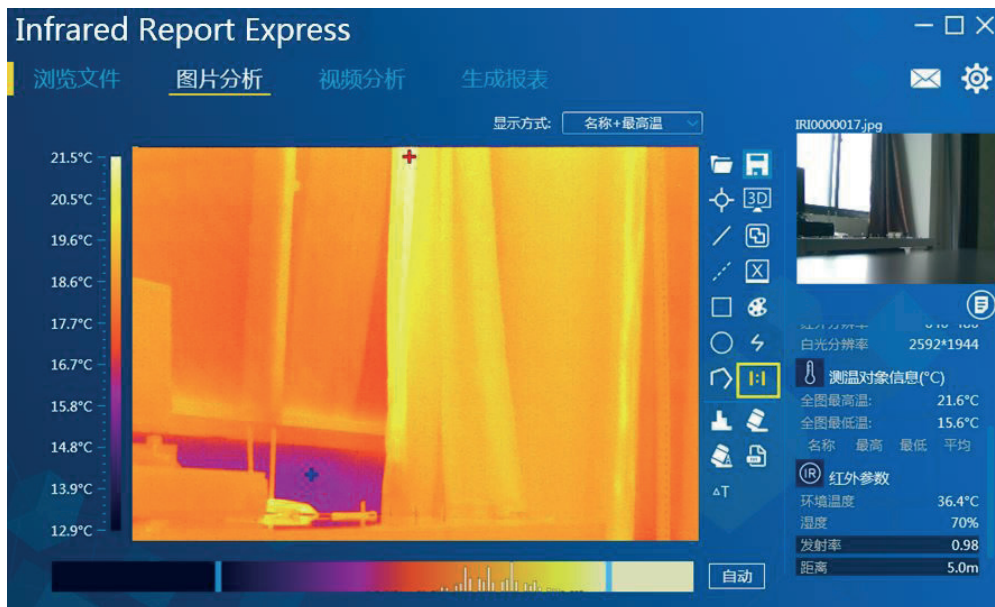 Infrared Report Express
浏览文件 图片分析 视频分析 生成报表
显示方式: 名称+最高温
IRI0000017.jpg
21.5°C
20.5°C
19.6°C
18.6°C
17.7°C
16.7°C
15.8°C
14.8°C
13.9°C
12.9°C
3D
X
1:1
ΔT
自动
白光分辨率 2592*1944
测温对象信息(°C)
全图最高温: 21.6°C
全图最低温: 15.6°C
名称 最高 最低 平均
IR 红外参数
环境温度 36.4°C
湿度 70%
发射率 0.98
距离 5.0m